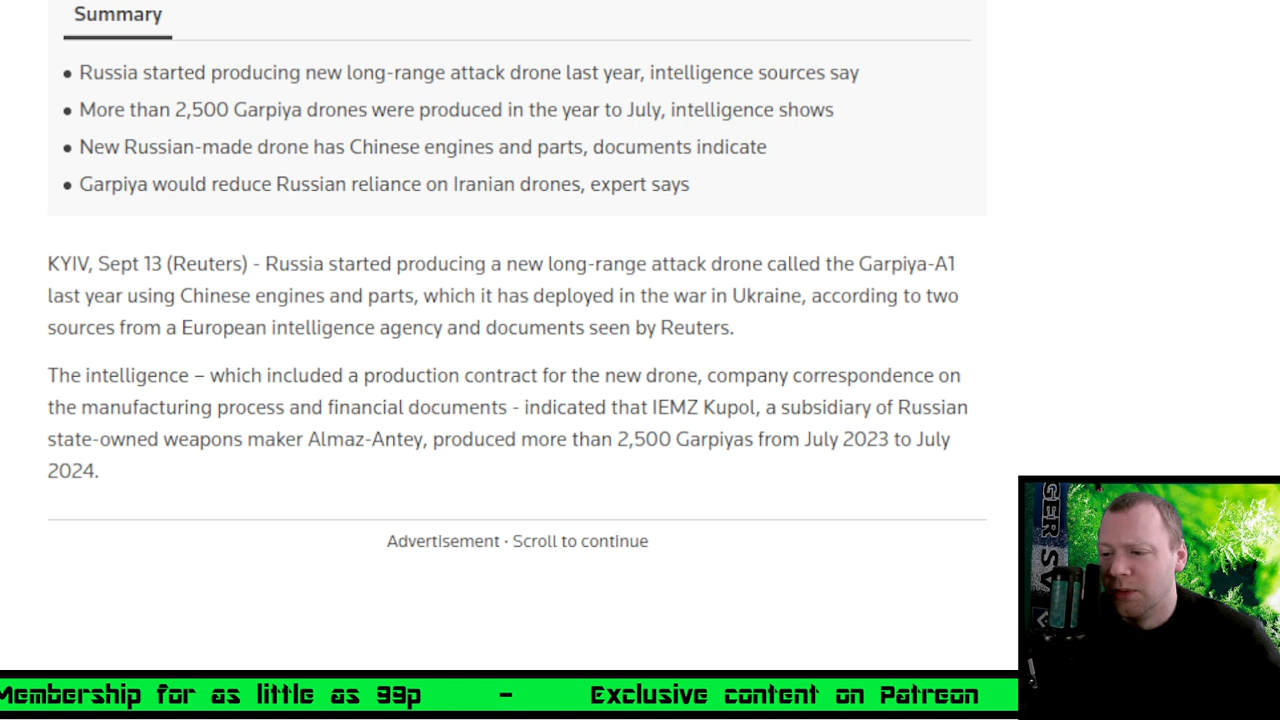 Summary
Russia started producing new long-range attack drone last year, intelligence sources say
More than 2,500 Garpiya drones were produced in the year to July, intelligence shows
New Russian-made drone has Chinese engines and parts, documents indicate
Garpiya would reduce Russian reliance on Iranian drones, expert says
KYIV, Sept 13 (Reuters) - Russia started producing a new long-range attack drone called the Garpiya-A1
last year using Chinese engines and parts, which it has deployed in the war in Ukraine, according to two
sources from a European intelligence agency and documents seen by Reuters.
The intelligence – which included a production contract for the new drone, company correspondence on
the manufacturing process and financial documents - indicated that IEMZ Kupol, a subsidiary of Russian
state-owned weapons maker Almaz-Antey, produced more than 2,500 Garpiyas from July 2023 to July
2024.
Advertisement · Scroll to continue
GER SV
Membership for as little as 99p - Exclusive content on Patreon